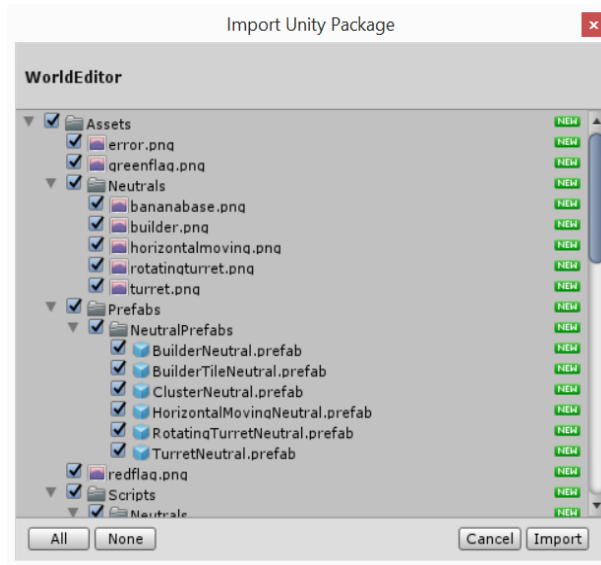 Import Unity Package
x
WorldEditor
Assets NEW
error.png NEW
greenflag.png NEW
Neutrals NEW
bananabase.png NEW
builder.png NEW
horizontalmoving.png NEW
rotatingturret.png NEW
turret.png NEW
Prefabs NEW
NeutralPrefabs NEW
BuilderNeutral.prefab NEW
BuilderTileNeutral.prefab NEW
ClusterNeutral.prefab NEW
HorizontalMovingNeutral.prefab NEW
RotatingTurretNeutral.prefab NEW
TurretNeutral.prefab NEW
redflag.png NEW
Scripts NEW
Neutrals NEW
All None Cancel Import